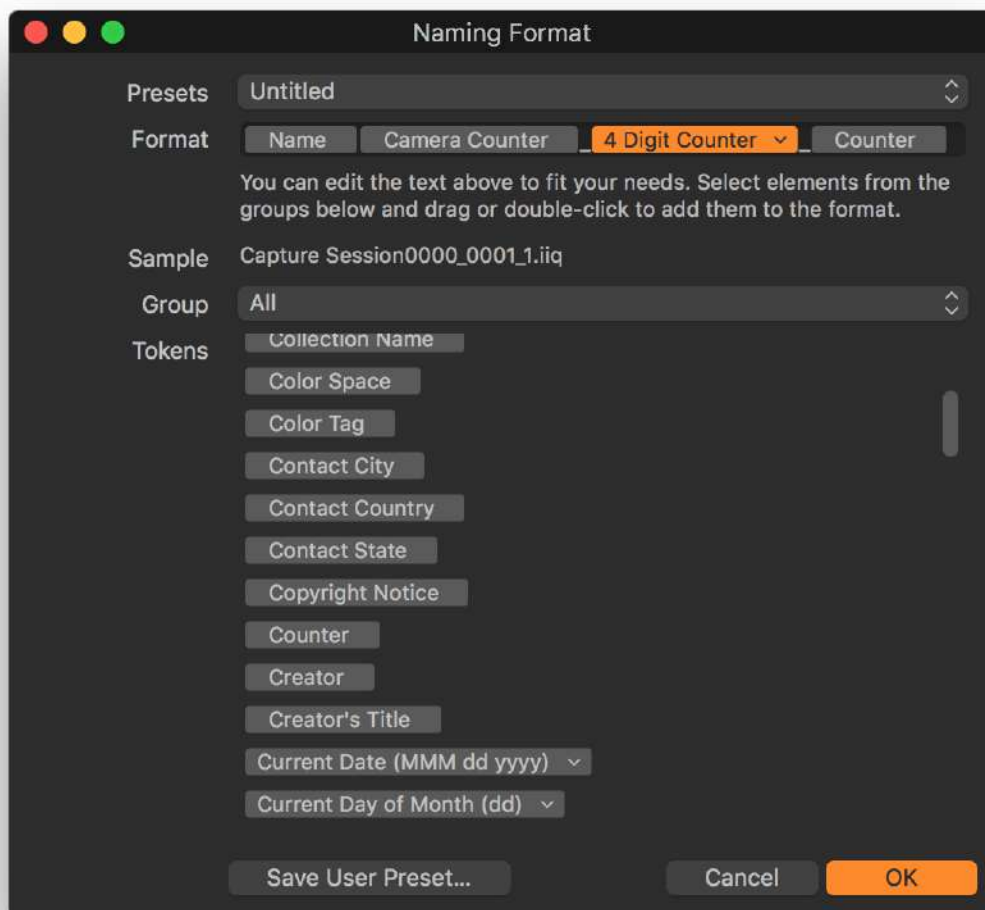 Naming Format
Presets Untitled
Format Name Camera Counter _ 4 Digit Counter _ Counter
You can edit the text above to fit your needs. Select elements from the
groups below and drag or double-click to add them to the format.
Sample Capture Session0000_0001_1.iiq
Group All
Tokens Collection Name
Color Space
Color Tag
Contact City
Contact Country
Contact State
Copyright Notice
Counter
Creator
Creator's Title
Current Date (MMM dd yyyy)
Current Day of Month (dd)
Save User Preset... Cancel OK